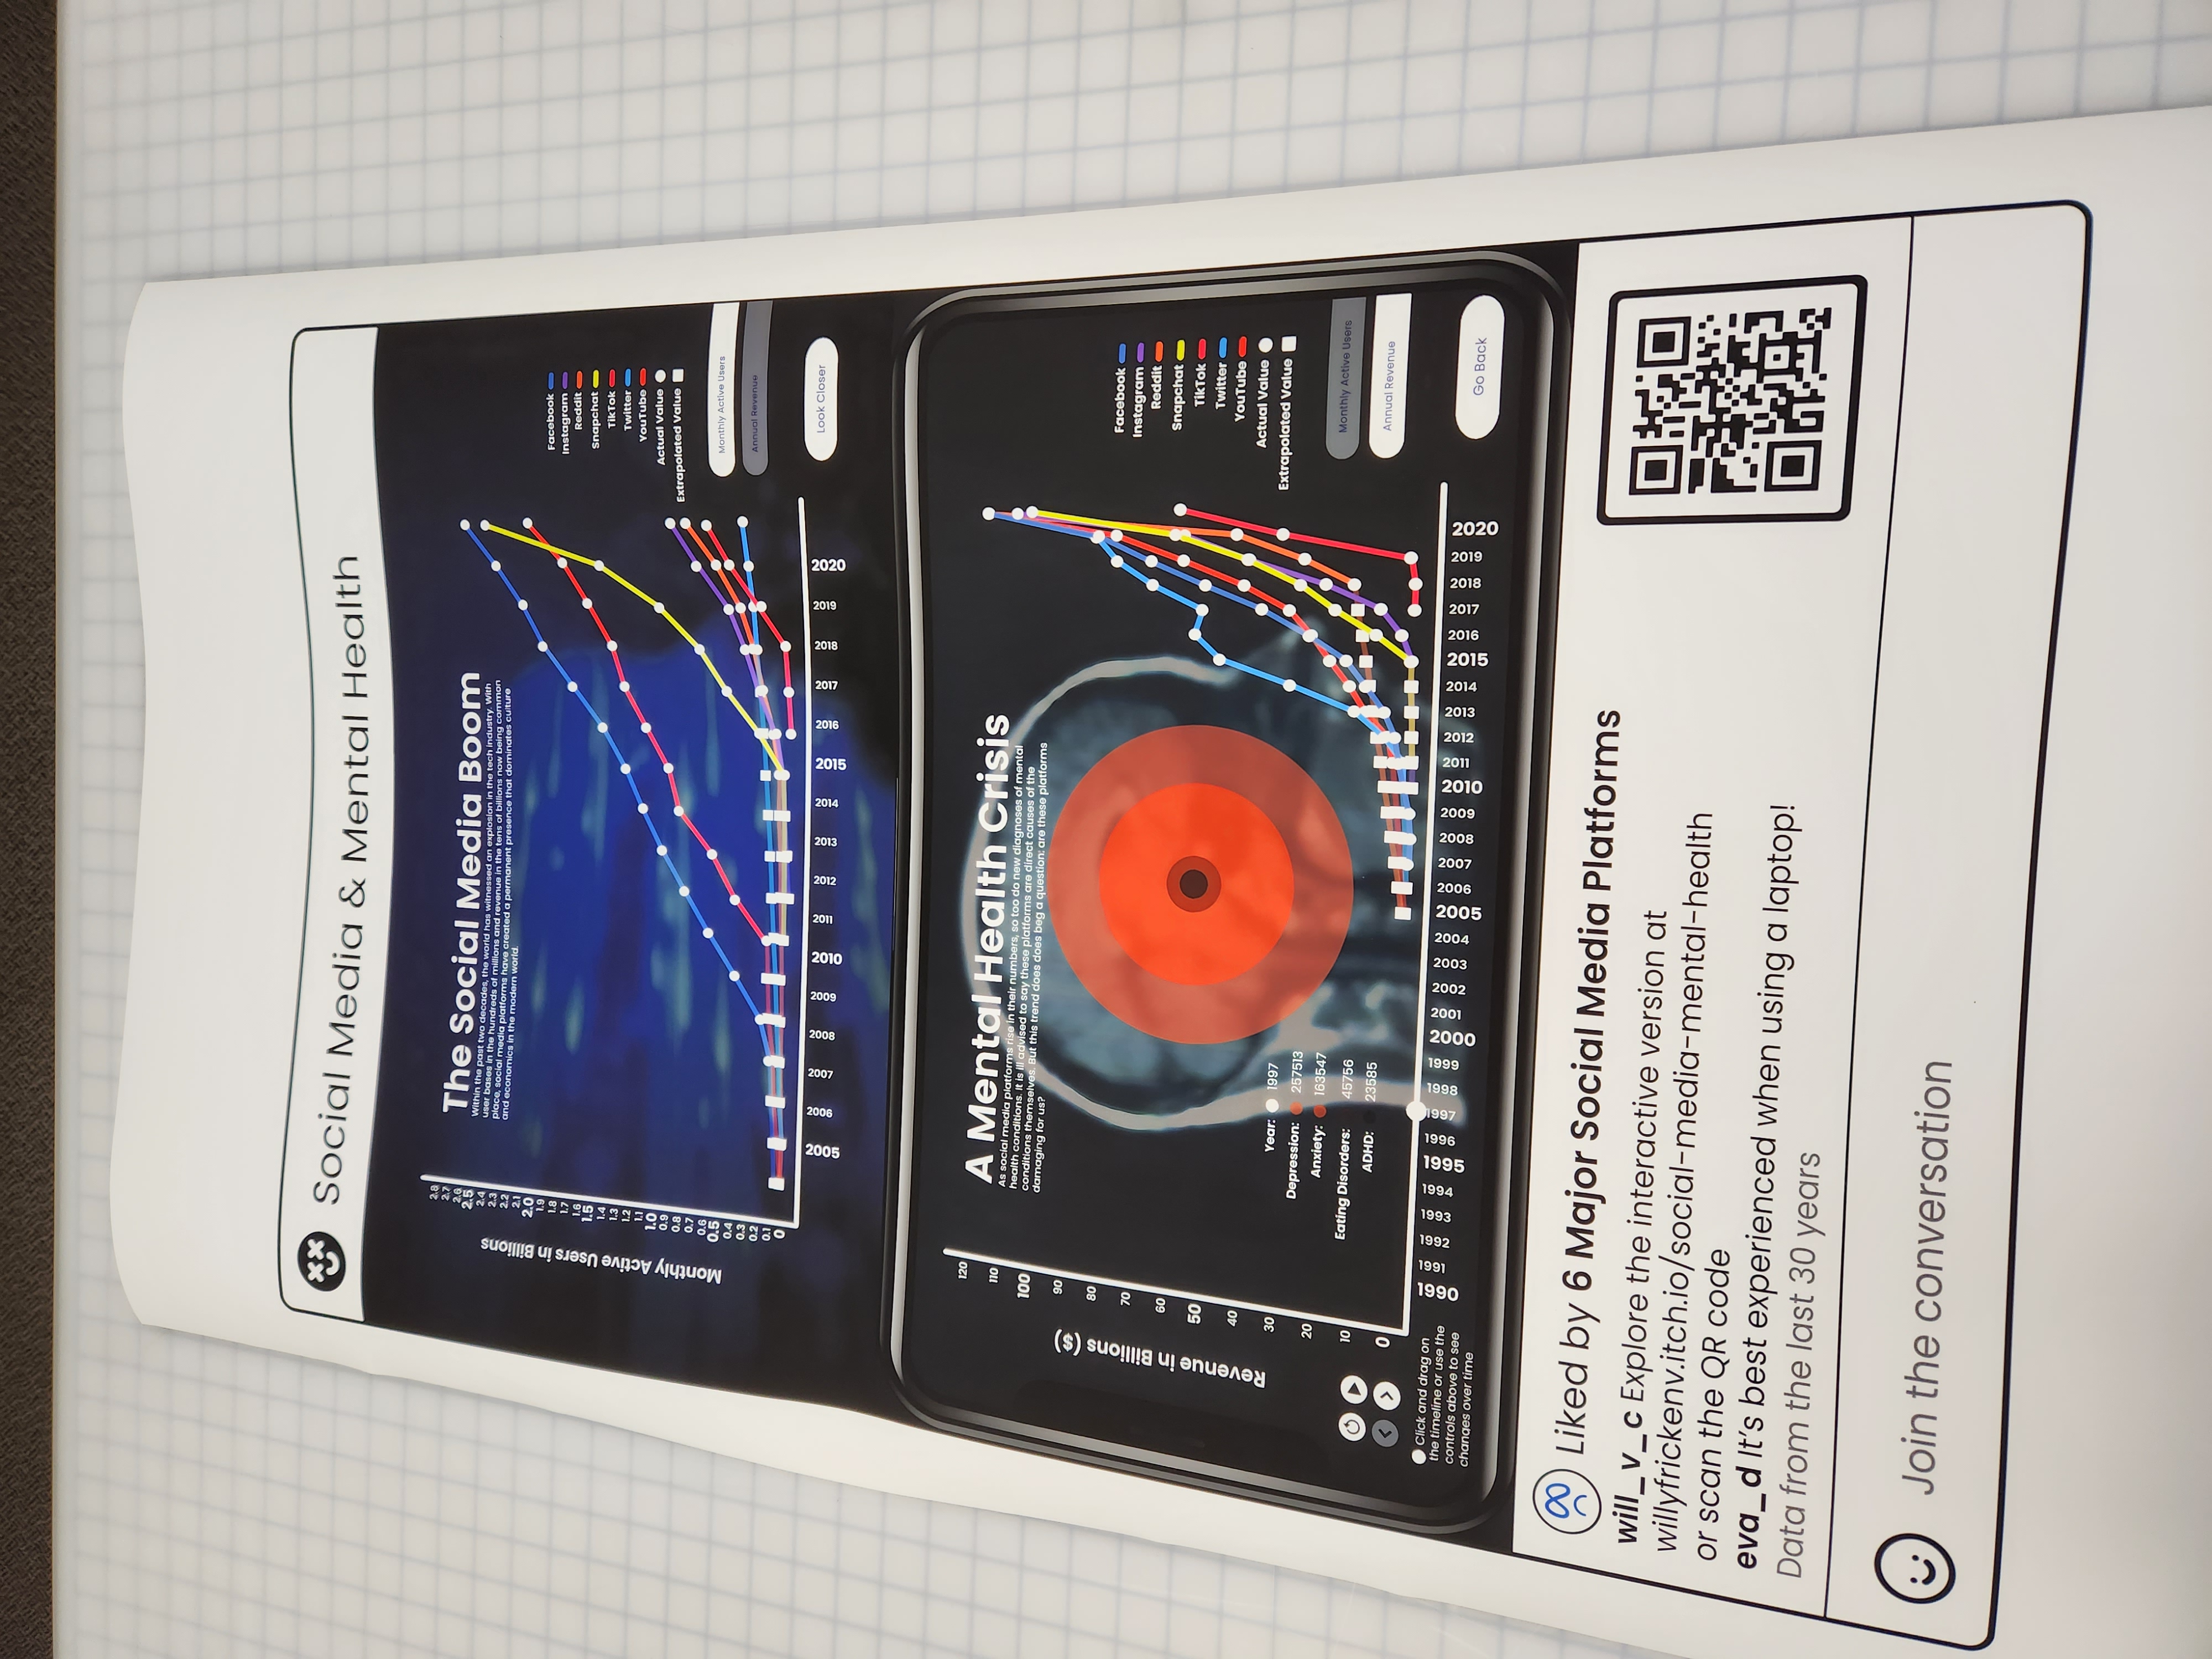 Social Media & Mental Health
The Social Media Boom
Within the past two decades, the world has witnessed an explosion in the tech industry. With
user bases in the hundreds of millions and revenue in the tens of billions now being common
place, social media platforms have created a permanent presence that dominates culture
and economics in the modern world.
Monthly Active Users in Billions
2.8
2.7
2.6
2.5
2.4
2.3
2.2
2.1
2.0
1.9
1.8
1.7
1.6
1.5
1.4
1.3
1.2
1.1
1.0
0.9
0.8
0.7
0.6
0.5
0.4
0.3
0.2
0.1
0
2005
2006
2007
2008
2009
2010
2011
2012
2013
2014
2015
2016
2017
2018
2019
2020
Facebook
Instagram
Reddit
Snapchat
TikTok
Twitter
YouTube
Actual Value
Extrapolated Value
Monthly Active Users
Annual Revenue
Look Closer
A Mental Health Crisis
As social media platforms rise in their numbers, so too do new diagnoses of mental
health conditions. It is ill advised to say these platforms are direct causes of the
conditions themselves. But this trend does does beg a question: are these platforms
damaging for us?
Revenue in Billions ($)
120
110
100
90
80
70
60
50
40
30
20
10
0
Year: 1997
Depression: 257513
Anxiety: 163547
Eating Disorders: 45756
ADHD: 23585
Click and drag on
the timeline or use the
controls above to see
changes over time
1990
1991
1992
1993
1994
1995
1996
1997
1998
1999
2000
2001
2002
2003
2004
2005
2006
2007
2008
2009
2010
2011
2012
2013
2014
2015
2016
2017
2018
2019
2020
Facebook
Instagram
Reddit
Snapchat
TikTok
Twitter
YouTube
Actual Value
Extrapolated Value
Monthly Active Users
Annual Revenue
Go Back
Liked by 6 Major Social Media Platforms
will_v_c Explore the interactive version at
willyfrickenv.itch.io/social-media-mental-health
or scan the QR code
eva_d It's best experienced when using a laptop!
Data from the last 30 years
Join the conversation